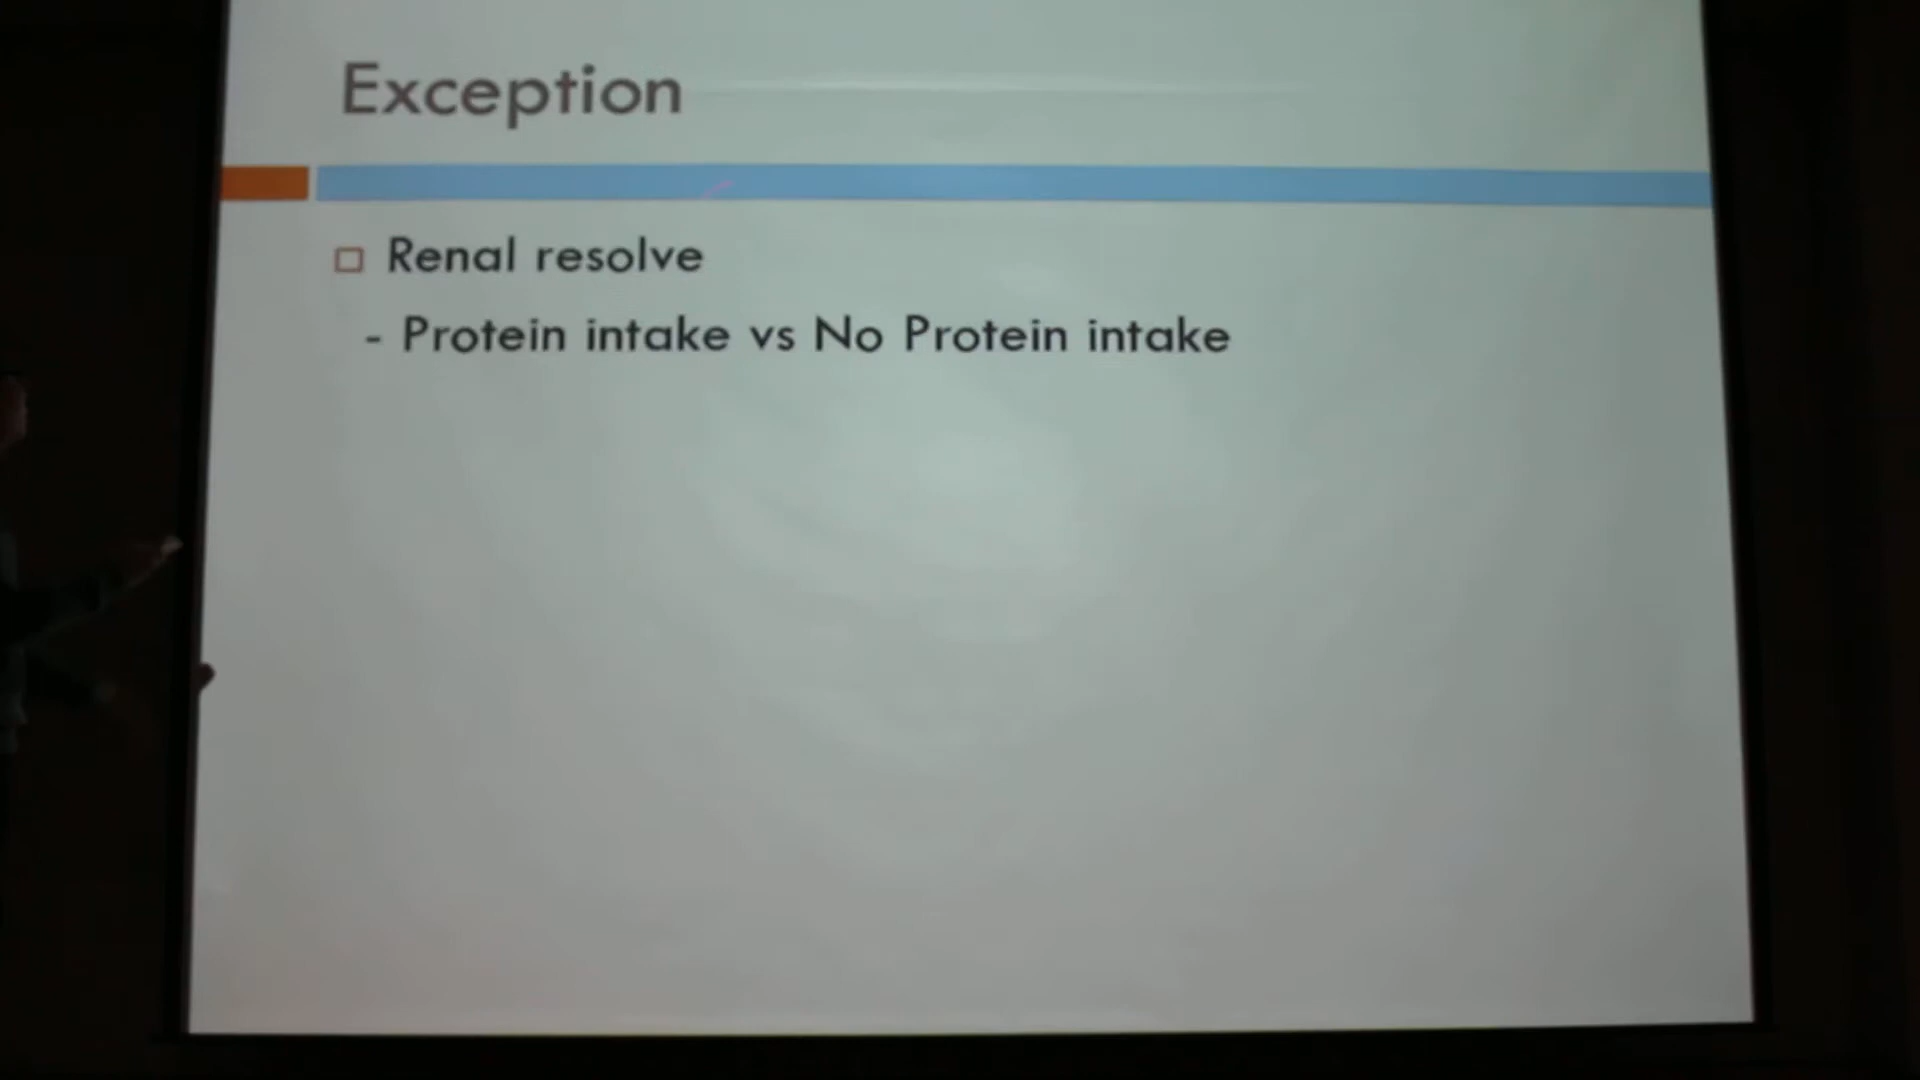 Exception
Renal resolve
- Protein intake vs No Protein intake